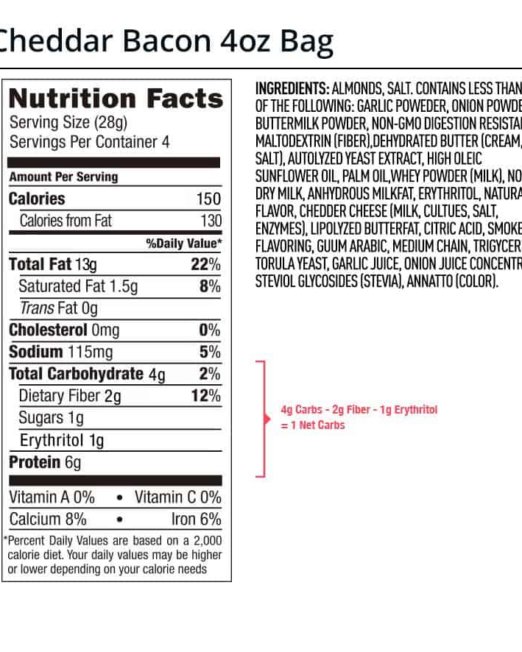 Cheddar Bacon 4oz Bag
Nutrition Facts
Serving Size (28g)
Servings Per Container 4
Amount Per Serving
Calories 150
Calories from Fat 130
%Daily Value*
Total Fat 13g 22%
Saturated Fat 1.5g 8%
Trans Fat 0g
Cholesterol 0mg 0%
Sodium 115mg 5%
Total Carbohydrate 4g 2%
Dietary Fiber 2g 12%
Sugars 1g
Erythritol 1g
Protein 6g
Vitamin A 0% • Vitamin C 0%
Calcium 8% • Iron 6%
*Percent Daily Values are based on a 2,000
calorie diet. Your daily values may be higher
or lower depending on your calorie needs
INGREDIENTS: ALMONDS, SALT. CONTAINS LESS THAN
OF THE FOLLOWING: GARLIC POWEDER, ONION POWDE
BUTTERMILK POWDER, NON-GMO DIGESTION RESISTA
MALTODEXTRIN (FIBER),DEHYDRATED BUTTER (CREAM,
SALT), AUTOLYZED YEAST EXTRACT, HIGH OLEIC
SUNFLOWER OIL, PALM OIL,WHEY POWDER (MILK), NO
DRY MILK, ANHYDROUS MILKFAT, ERYTHRITOL, NATURA
FLAVOR, CHEDDER CHEESE (MILK, CULTUES, SALT,
ENZYMES), LIPOLYZED BUTTERFAT, CITRIC ACID, SMOKE
FLAVORING, GUUM ARABIC, MEDIUM CHAIN, TRIGYCER
TORULA YEAST, GARLIC JUICE, ONION JUICE CONCENTR
STEVIOL GLYCOSIDES (STEVIA), ANNATTO (COLOR).
4g Carbs - 2g Fiber - 1g Erythritol
= 1 Net Carbs